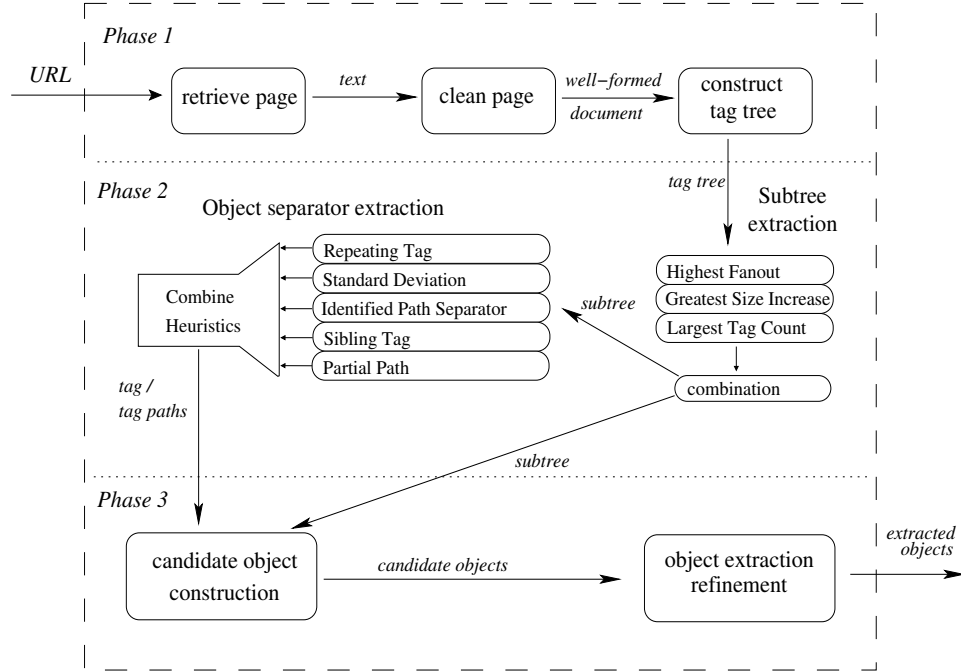 Phase 1
URL
retrieve page
text
clean page
well-formed
document
construct
tag tree
Phase 2
tag tree
Subtree
extraction
Object separator extraction
Repeating Tag
Standard Deviation
Identified Path Separator
Sibling Tag
Partial Path
Combine
Heuristics
Highest Fanout
Greatest Size Increase
Largest Tag Count
subtree
combination
tag /
tag paths
subtree
Phase 3
candidate object
construction
candidate objects
object extraction
refinement
extracted
objects